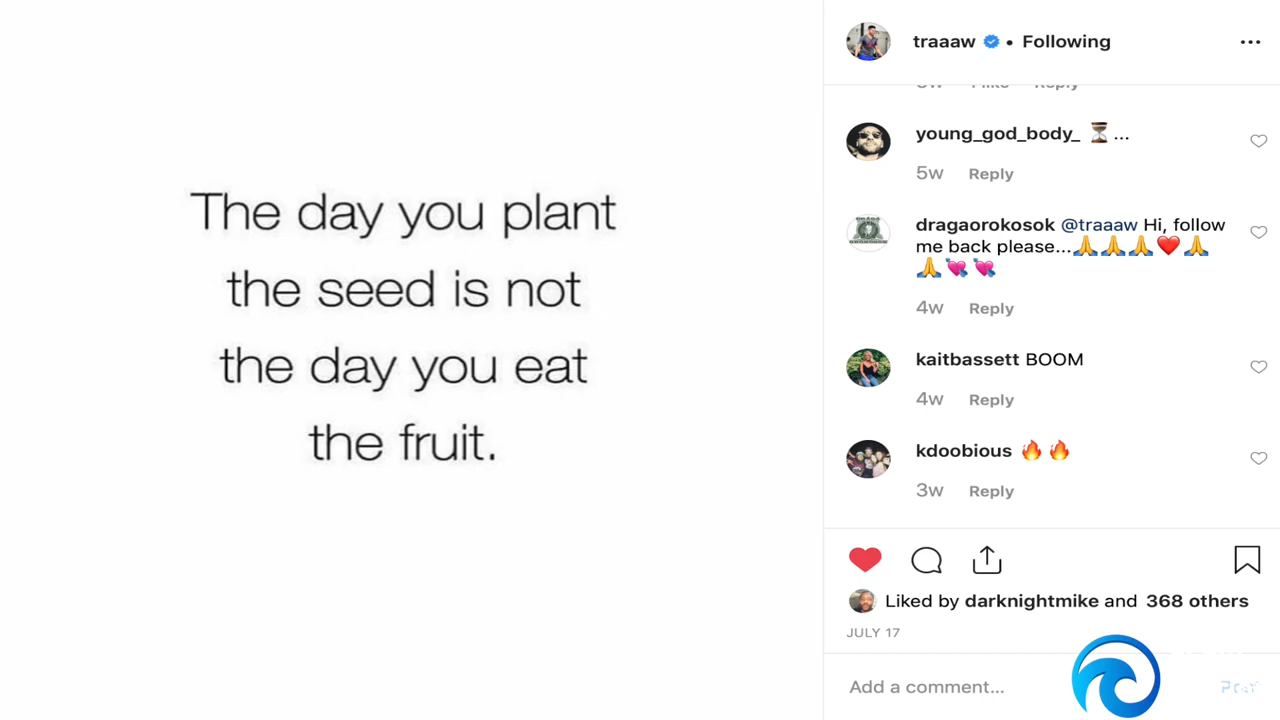 The day you plant
the seed is not
the day you eat
the fruit.
traaaw • Following
young_god_body_ ⏳...
5w Reply
dragaorokosok @traaaw Hi, follow
me back please...🙏🙏🙏❤️🙏
🙏💘💘
4w Reply
kaitbassett BOOM
4w Reply
kdoobious 🔥🔥
3w Reply
Liked by darknightmike and 368 others
JULY 17
Add a comment...
Post